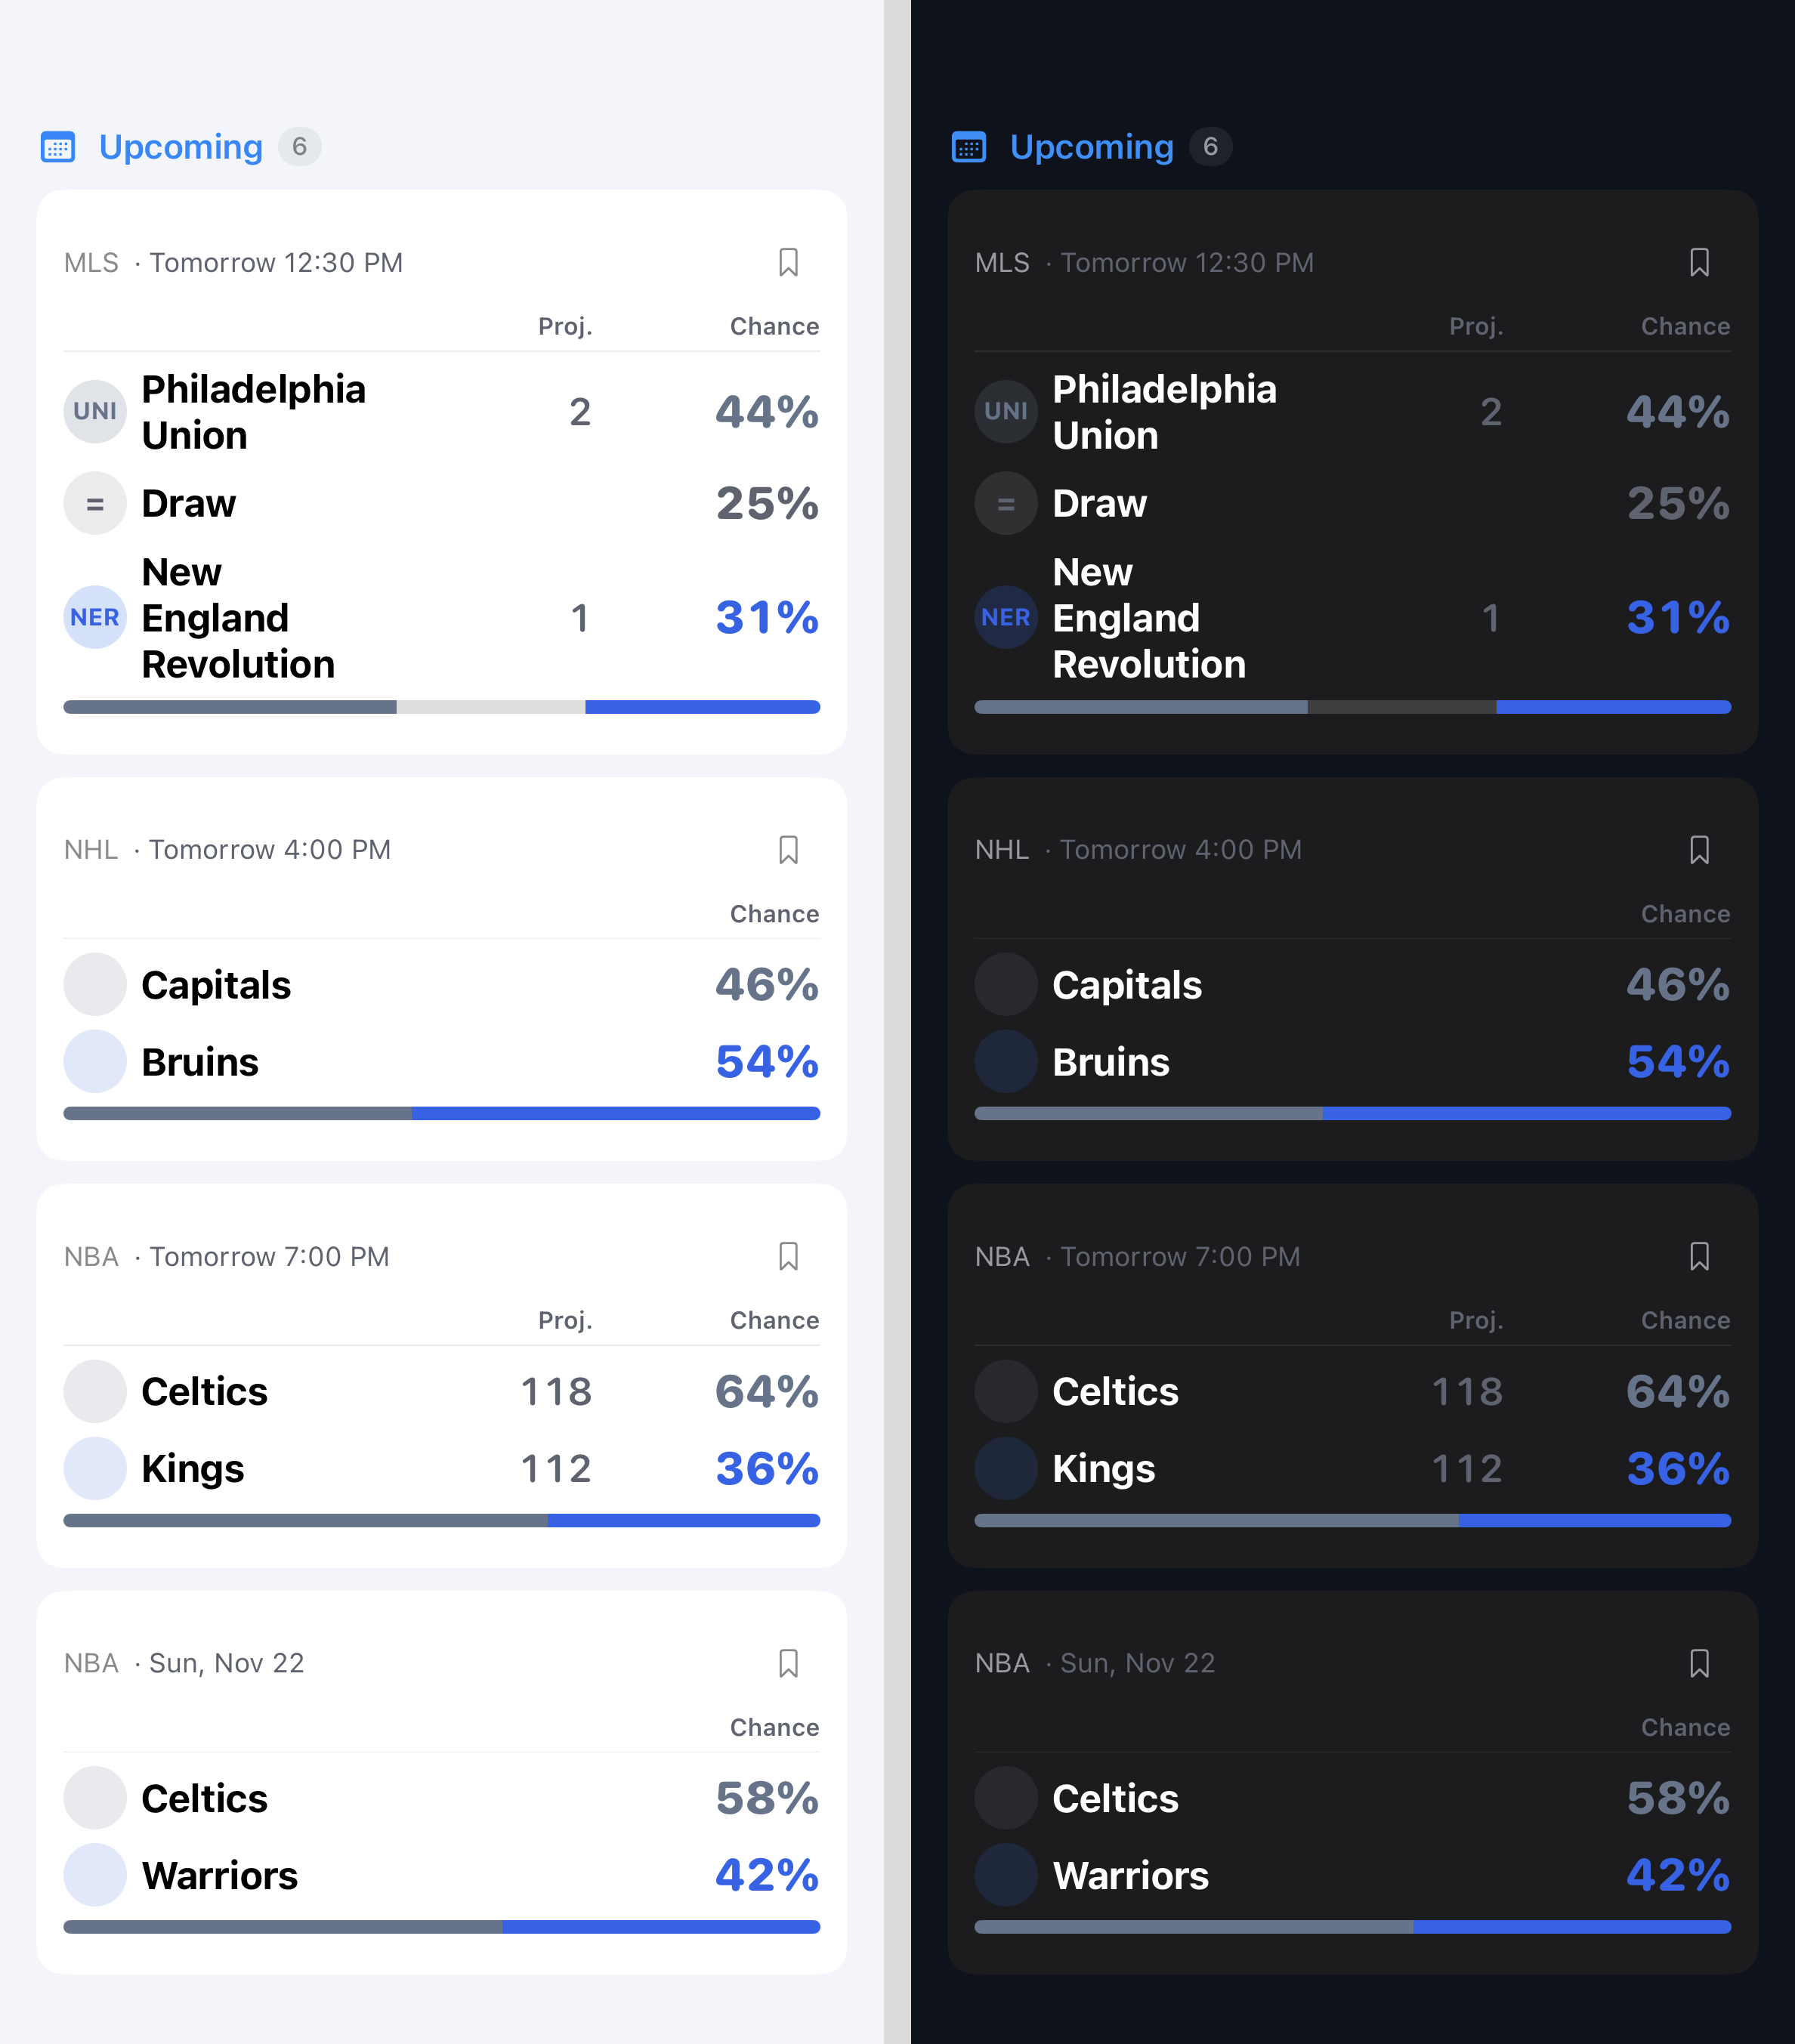 Upcoming 6
MLS · Tomorrow 12:30 PM
Proj. Chance
UNI Philadelphia Union 2 44%
= Draw 25%
NER New England Revolution 1 31%
NHL · Tomorrow 4:00 PM
Chance
Capitals 46%
Bruins 54%
NBA · Tomorrow 7:00 PM
Proj. Chance
Celtics 118 64%
Kings 112 36%
NBA · Sun, Nov 22
Chance
Celtics 58%
Warriors 42%
Upcoming 6
MLS · Tomorrow 12:30 PM
Proj. Chance
UNI Philadelphia Union 2 44%
= Draw 25%
NER New England Revolution 1 31%
NHL · Tomorrow 4:00 PM
Chance
Capitals 46%
Bruins 54%
NBA · Tomorrow 7:00 PM
Proj. Chance
Celtics 118 64%
Kings 112 36%
NBA · Sun, Nov 22
Chance
Celtics 58%
Warriors 42%